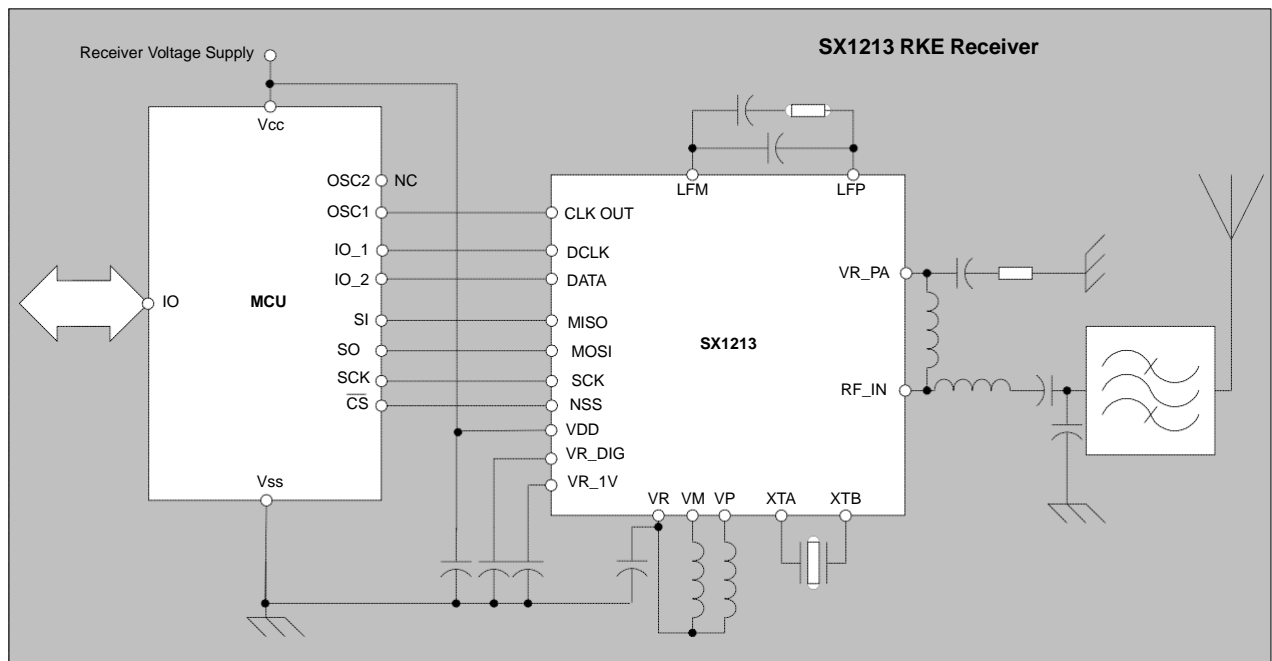 SX1213 RKE Receiver
Receiver Voltage Supply
Vcc
OSC2 NC
OSC1
IO_1
IO_2
IO
MCU
SI
SO
SCK
CS
Vss
LFM
LFP
CLK OUT
DCLK
DATA
VR_PA
MISO
SX1213
MOSI
SCK
RF_IN
NSS
VDD
VR_DIG
VR_1V
VR
VM
VP
XTA
XTB